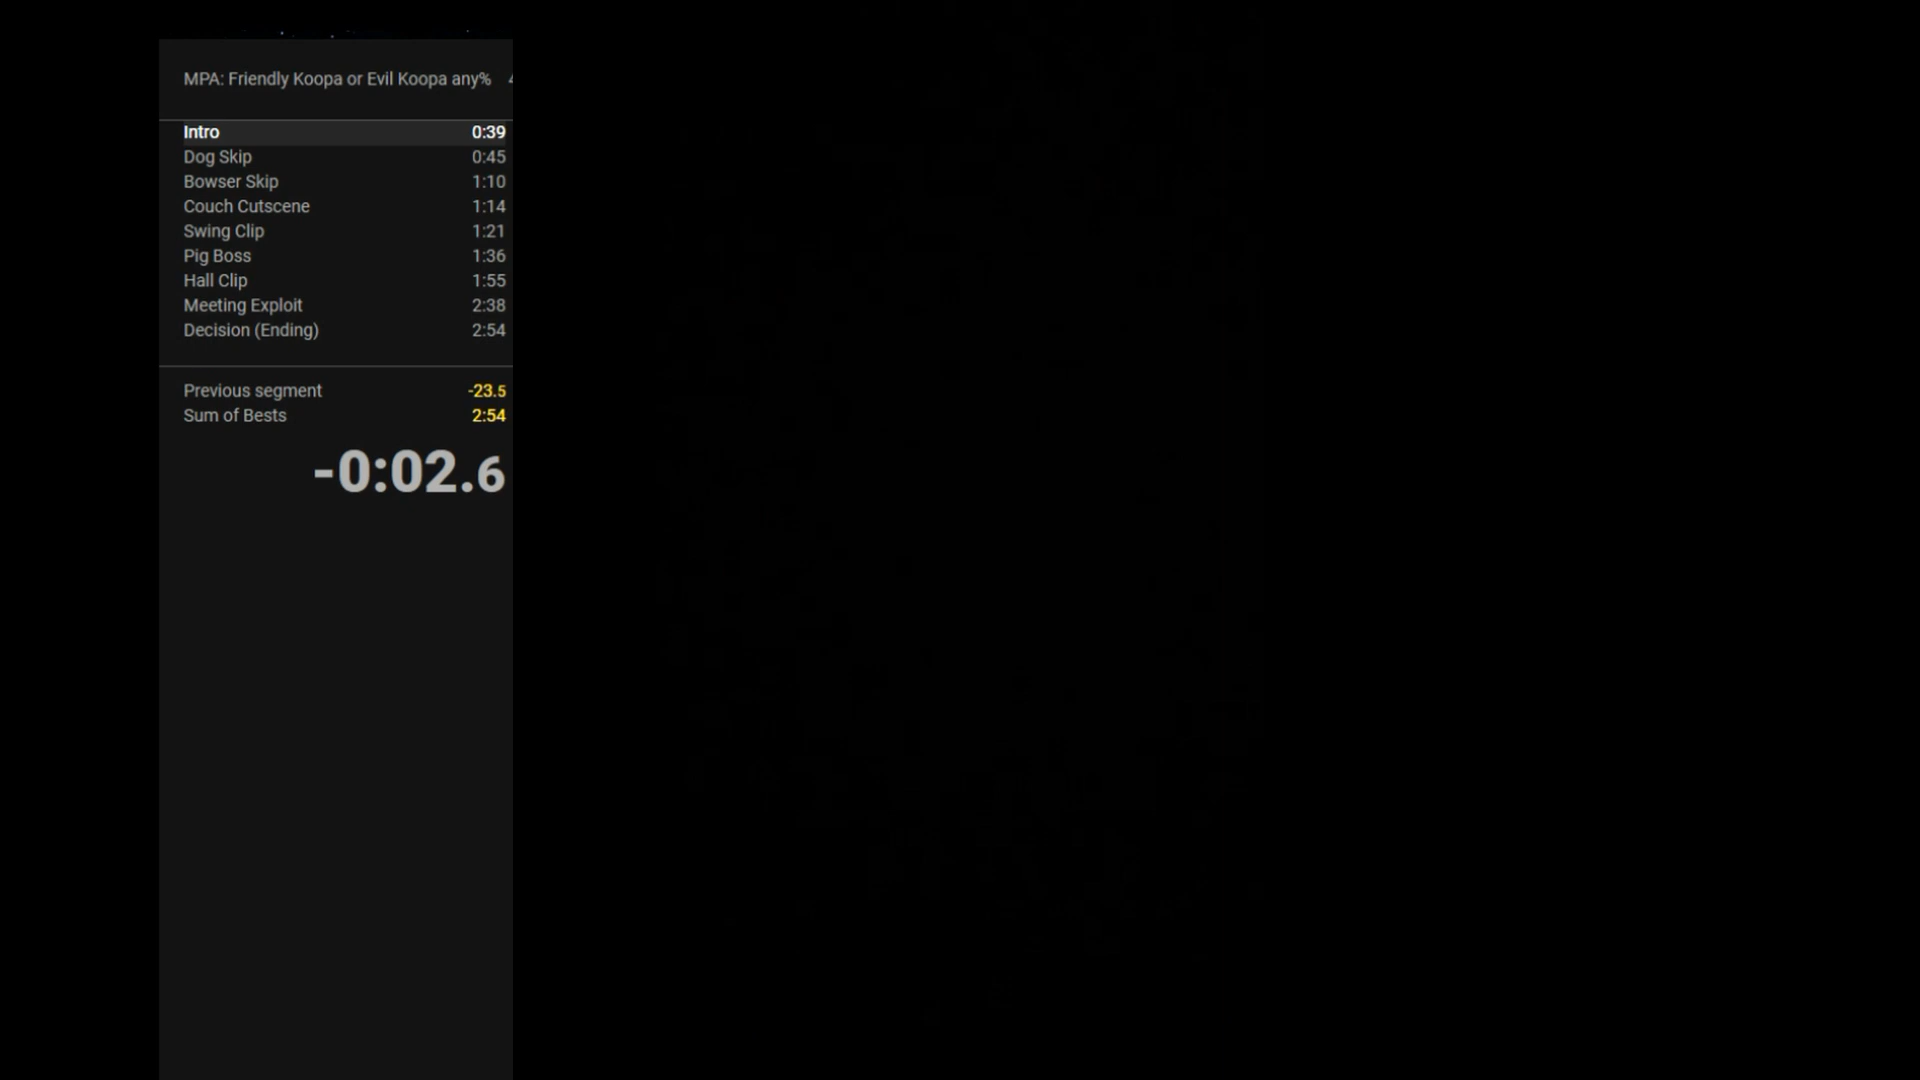 MPA: Friendly Koopa or Evil Koopa any%
Intro 0:39
Dog Skip 0:45
Bowser Skip 1:10
Couch Cutscene 1:14
Swing Clip 1:21
Pig Boss 1:36
Hall Clip 1:55
Meeting Exploit 2:38
Decision (Ending) 2:54
Previous segment -23.5
Sum of Bests 2:54
-0:02.6